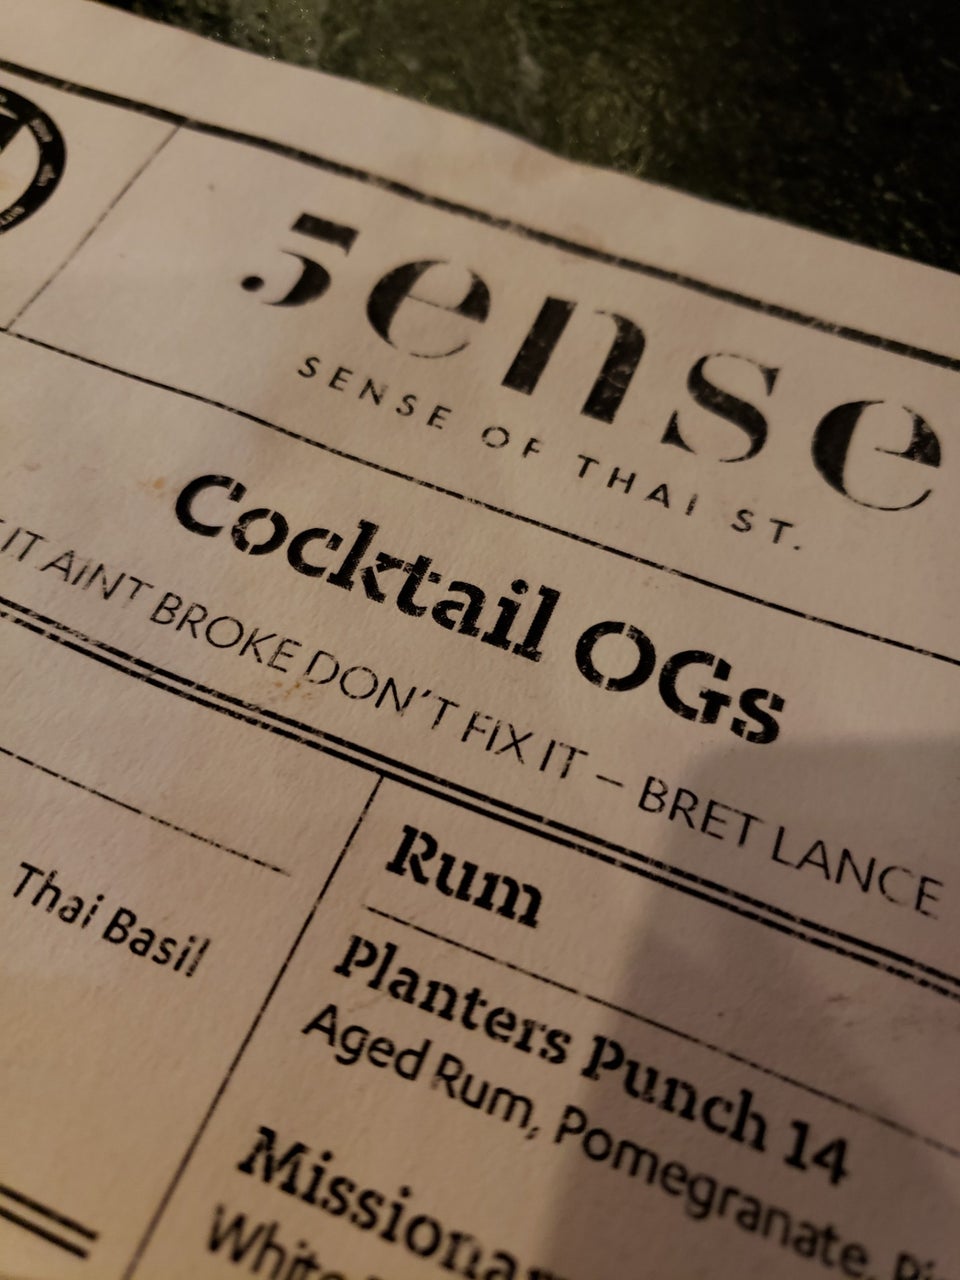 5ense
SENSE OF THAI ST.
Cocktail OGs
IT AINT BROKE DON'T FIX IT – BRET LANCE
Thai Basil
Rum
Planters Punch 14
Aged Rum, Pomegranate,
White